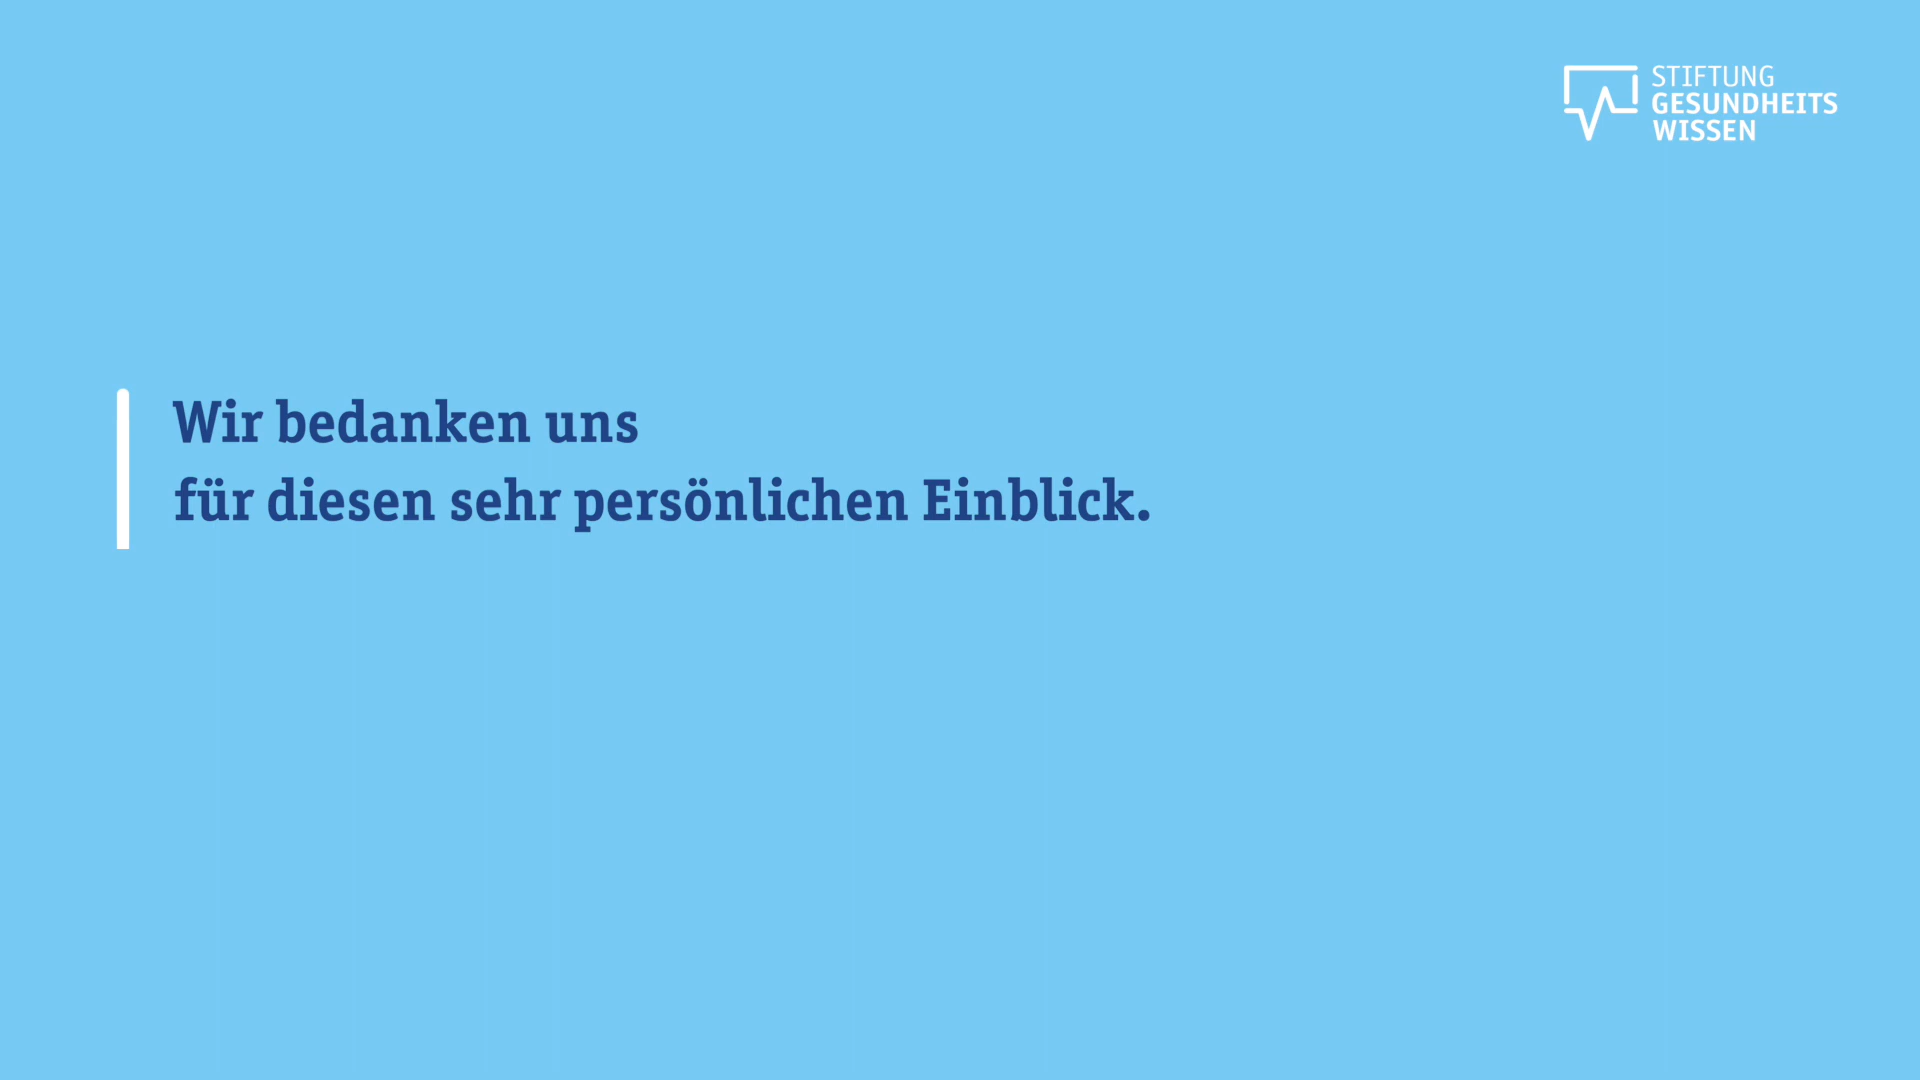 STIFTUNG
GESUNDHEITS
WISSEN
Wir bedanken uns
für diesen sehr persönlichen Einblick.